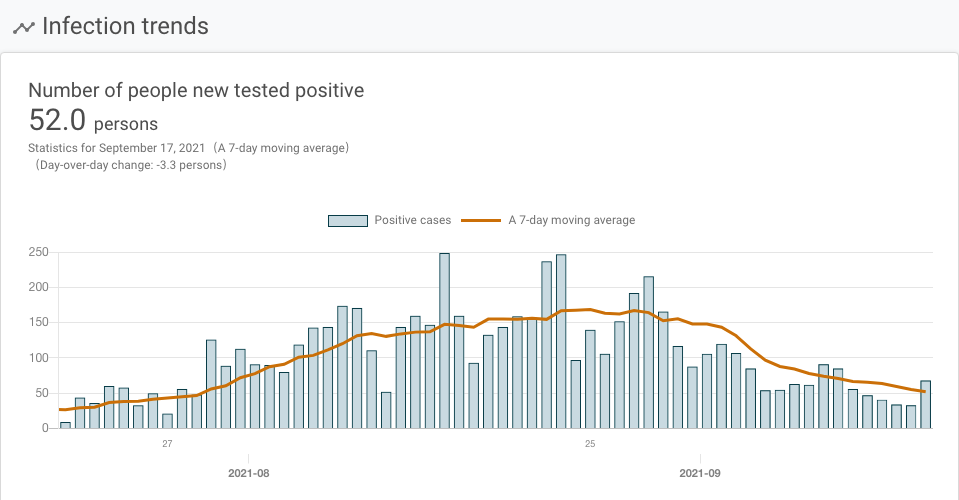 Infection trends
Number of people new tested positive
52.0 persons
Statistics for September 17, 2021（A 7-day moving average）
（Day-over-day change: -3.3 persons）
Positive cases A 7-day moving average
250
200
150
100
50
0
27 25
2021-08 2021-09